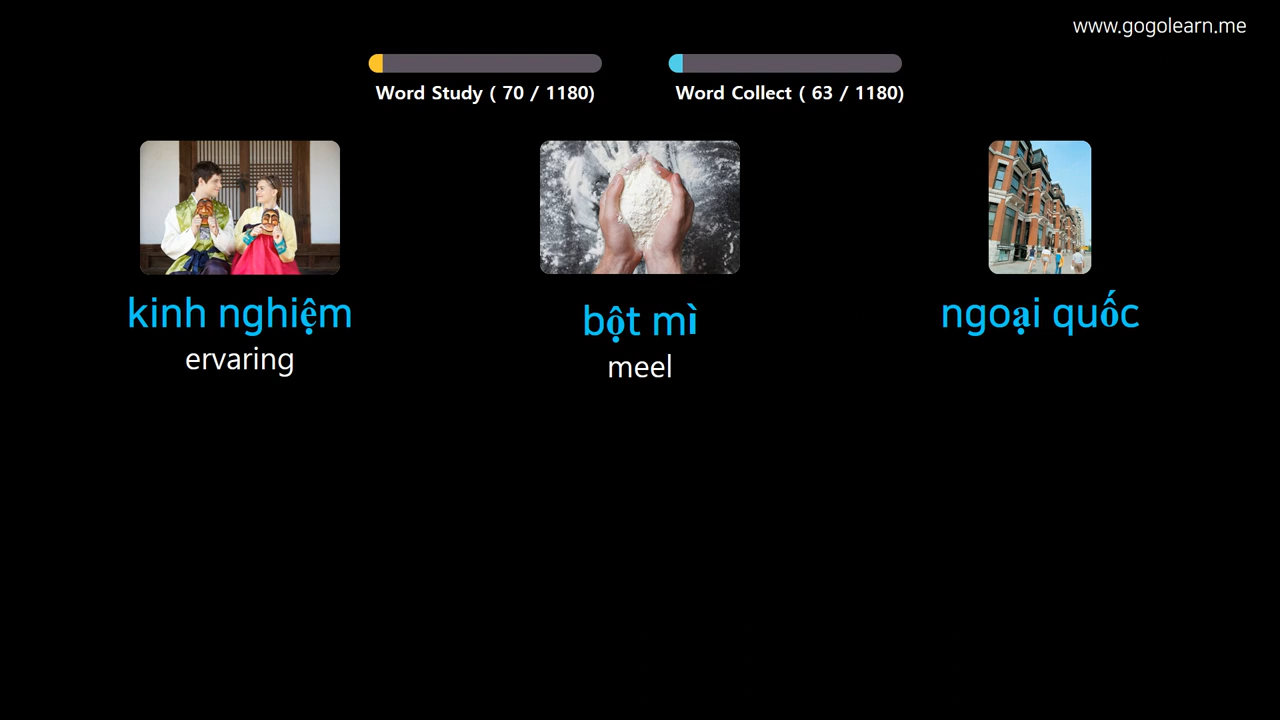 www.gogolearn.me
Word Study ( 70 / 1180)
Word Collect ( 63 / 1180)
kinh nghiệm
ervaring
bột mì
meel
ngoại quốc